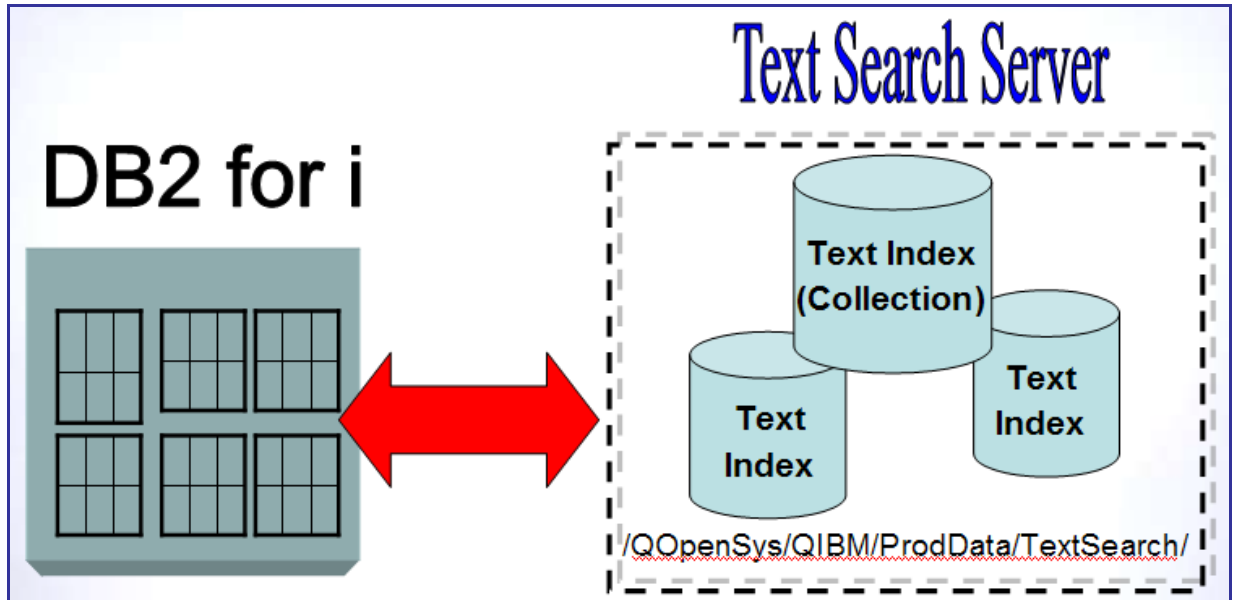 Text Search Server
DB2 for i
Text Index
(Collection)
Text
Index
Text
Index
/QOpenSys/QIBM/ProdData/TextSearch/